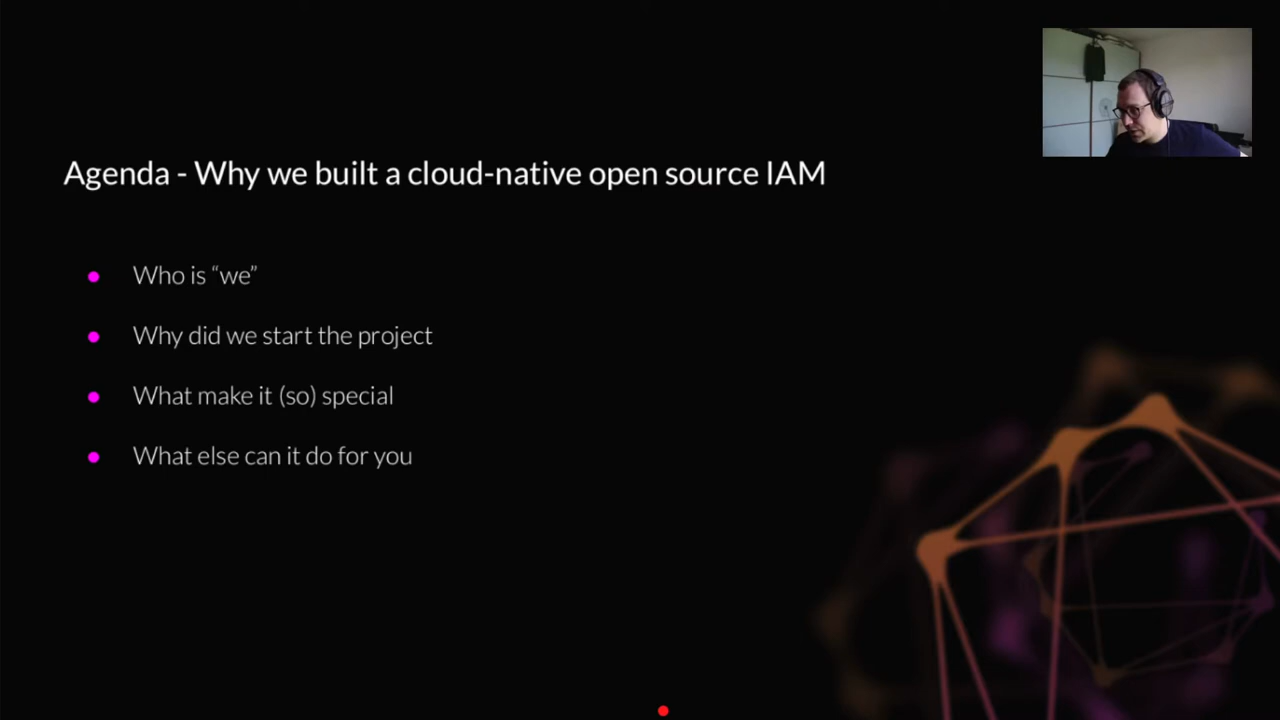 Agenda - Why we built a cloud-native open source IAM
Who is “we”
Why did we start the project
What make it (so) special
What else can it do for you